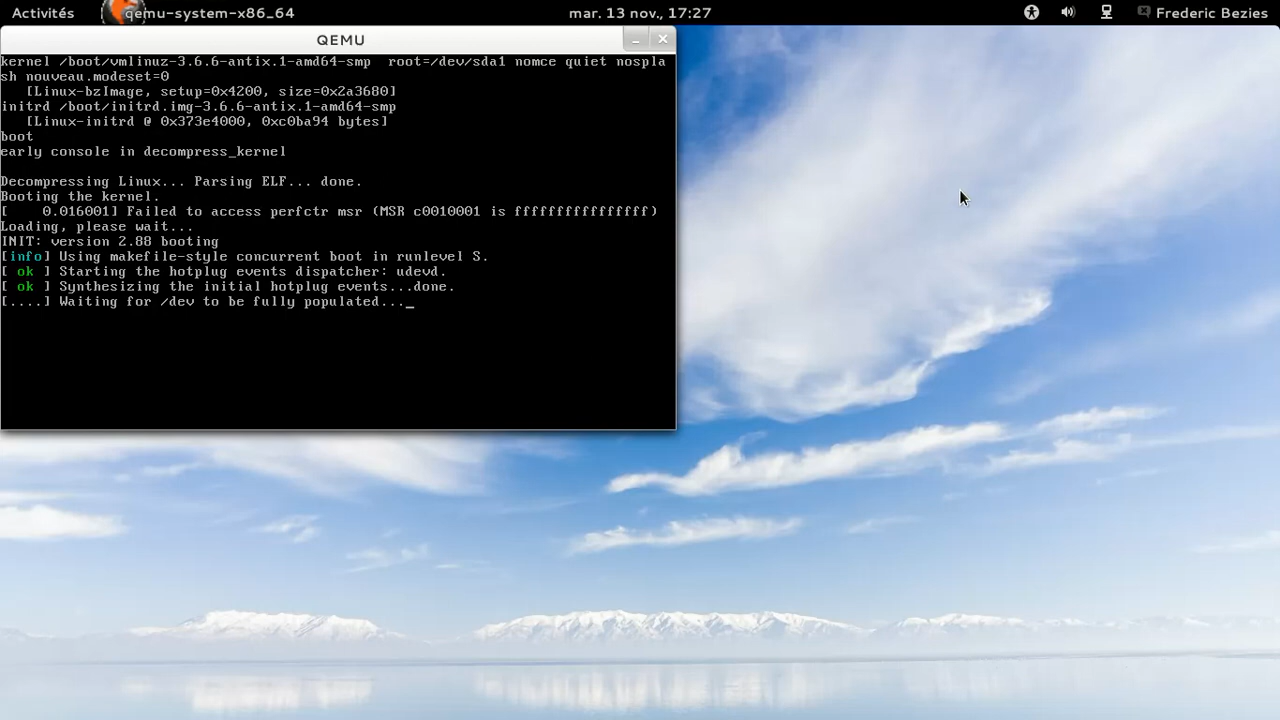 Activités qemu-system-x86_64 mar. 13 nov., 17:27 Frederic Bezies
QEMU
kernel /boot/vmlinuz-3.6.6-antix.1-amd64-smp  root=/dev/sda1 nomce quiet nospla
sh nouveau.modeset=0
   [Linux-bzImage, setup=0x4200, size=0x2a3680]
initrd /boot/initrd.img-3.6.6-antix.1-amd64-smp
   [Linux-initrd @ 0x373e4000, 0xc0ba94 bytes]
boot
early console in decompress_kernel
Decompressing Linux... Parsing ELF... done.
Booting the kernel.
[    0.016001] Failed to access perfctr msr (MSR c0010001 is ffffffffffffffff)
Loading, please wait...
INIT: version 2.88 booting
[info] Using makefile-style concurrent boot in runlevel S.
[ ok ] Starting the hotplug events dispatcher: udevd.
[ ok ] Synthesizing the initial hotplug events...done.
[....] Waiting for /dev to be fully populated..._